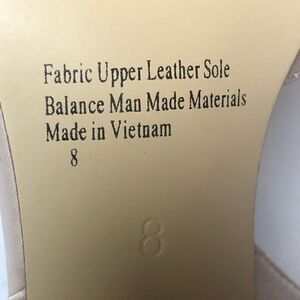 Fabric Upper Leather Sole
Balance Man Made Materials
Made in Vietnam
8
8